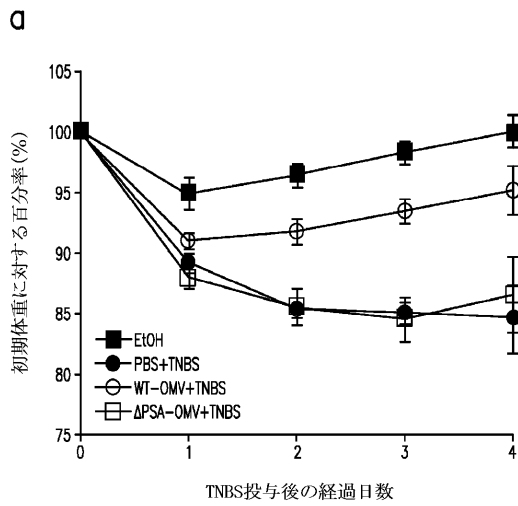 a
105
100
95
90
85
80
75
初期体重に対する百分率(%)
EtOH
PBS+TNBS
WT-OMV+TNBS
ΔPSA-OMV+TNBS
0 1 2 3 4
TNBS投与後の経過日数